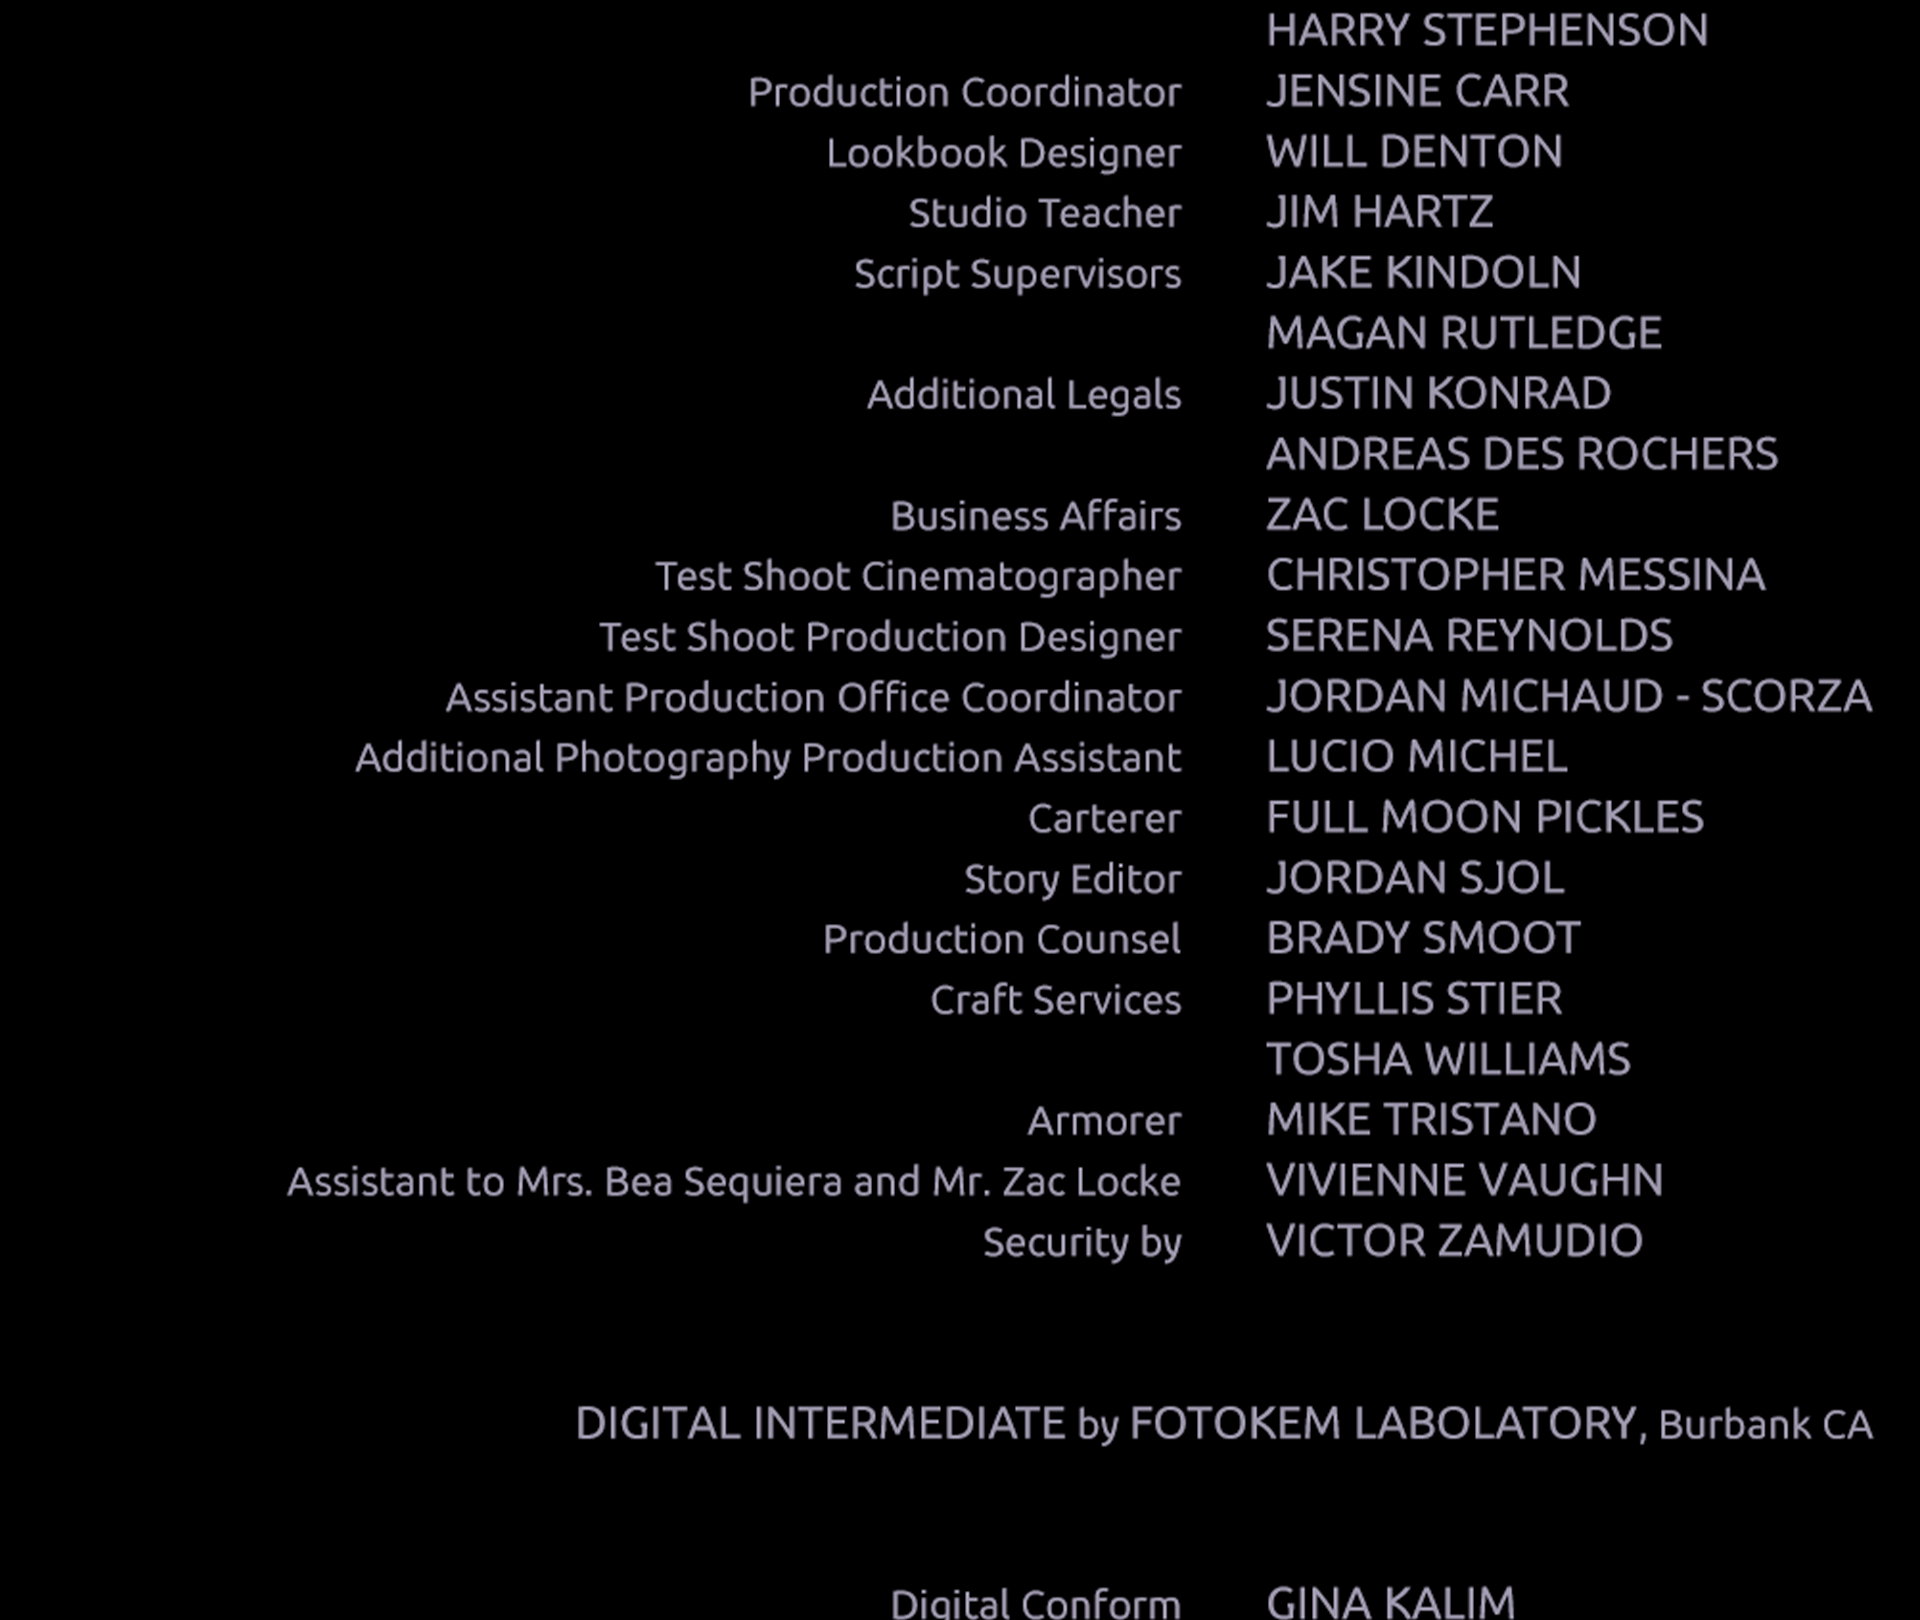 HARRY STEPHENSON
Production Coordinator JENSINE CARR
Lookbook Designer WILL DENTON
Studio Teacher JIM HARTZ
Script Supervisors JAKE KINDOLN
MAGAN RUTLEDGE
Additional Legals JUSTIN KONRAD
ANDREAS DES ROCHERS
Business Affairs ZAC LOCKE
Test Shoot Cinematographer CHRISTOPHER MESSINA
Test Shoot Production Designer SERENA REYNOLDS
Assistant Production Office Coordinator JORDAN MICHAUD - SCORZA
Additional Photography Production Assistant LUCIO MICHEL
Carterer FULL MOON PICKLES
Story Editor JORDAN SJOL
Production Counsel BRADY SMOOT
Craft Services PHYLLIS STIER
TOSHA WILLIAMS
Armorer MIKE TRISTANO
Assistant to Mrs. Bea Sequiera and Mr. Zac Locke VIVIENNE VAUGHN
Security by VICTOR ZAMUDIO
DIGITAL INTERMEDIATE by FOTOKEM LABOLATORY, Burbank CA
Digital Conform GINA KALIM